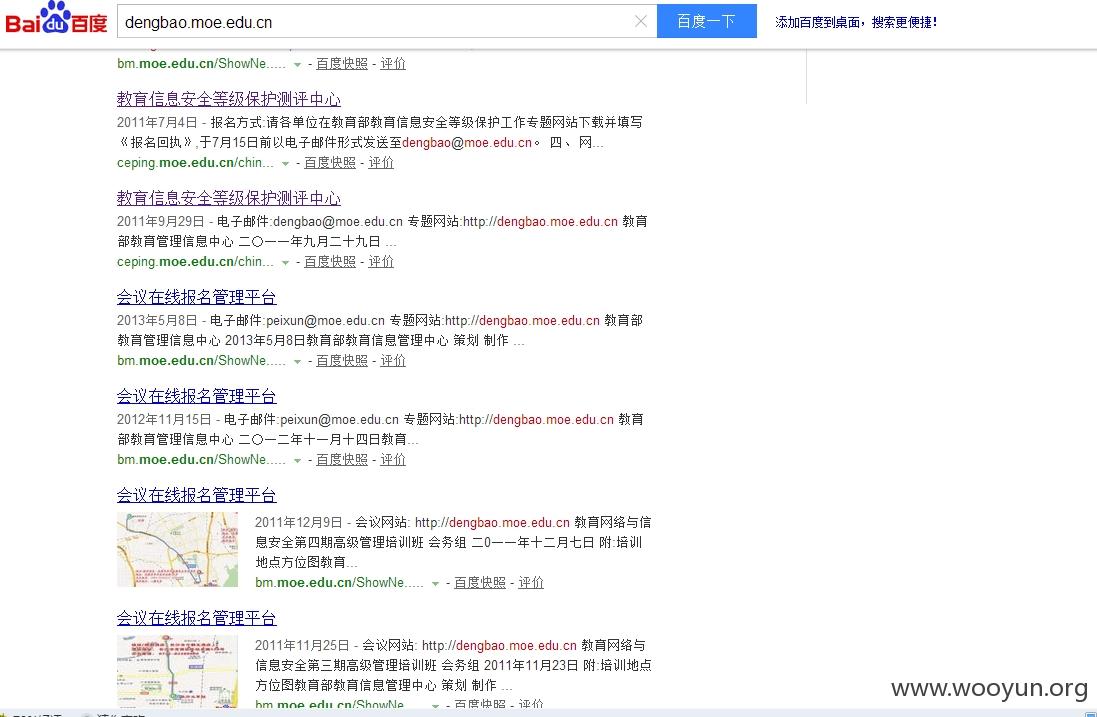 Bai du 百度 dengbao.moe.edu.cn 百度一下 添加百度到桌面，搜索更便捷！
bm.moe.edu.cn/ShowNe..... - 百度快照 - 评价
教育信息安全等级保护测评中心
2011年7月4日 - 报名方式:请各单位在教育部教育信息安全等级保护工作专题网站下载并填写
《报名回执》,于7月15日前以电子邮件形式发送至dengbao@moe.edu.cn。 四、 网...
ceping.moe.edu.cn/chin... - 百度快照 - 评价
教育信息安全等级保护测评中心
2011年9月29日 - 电子邮件:dengbao@moe.edu.cn 专题网站:http://dengbao.moe.edu.cn 教育
部教育管理信息中心 二〇一一年九月二十九日 ...
ceping.moe.edu.cn/chin... - 百度快照 - 评价
会议在线报名管理平台
2013年5月8日 - 电子邮件:peixun@moe.edu.cn 专题网站:http://dengbao.moe.edu.cn 教育部
教育管理信息中心 2013年5月8日教育部教育信息管理中心 策划 制作 ...
bm.moe.edu.cn/ShowNe..... - 百度快照 - 评价
会议在线报名管理平台
2012年11月15日 - 电子邮件:peixun@moe.edu.cn 专题网站:http://dengbao.moe.edu.cn 教育
部教育管理信息中心 二〇一二年十一月十四日教育...
bm.moe.edu.cn/ShowNe..... - 百度快照 - 评价
会议在线报名管理平台
2011年12月9日 - 会议网站: http://dengbao.moe.edu.cn 教育网络与信
息安全第四期高级管理培训班 会务组 二0一一年十二月七日 附:培训
地点方位图教育...
bm.moe.edu.cn/ShowNe..... - 百度快照 - 评价
会议在线报名管理平台
2011年11月25日 - 会议网站: http://dengbao.moe.edu.cn 教育网络与
信息安全第三期高级管理培训班 会务组 2011年11月23日 附:培训地点
方位图教育部教育信息管理中心 策划 制作 ...
bm.moe.edu.cn/ShowNe..... - 百度快照 - 评价
www.wooyun.org